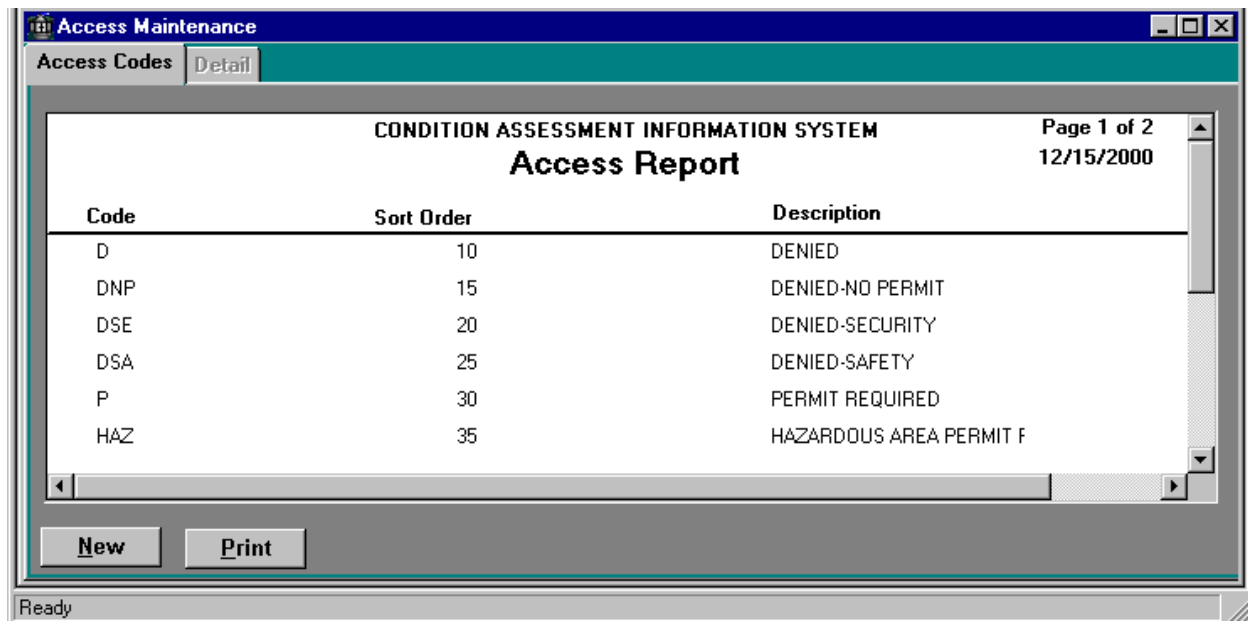 Access Maintenance
Access Codes Detail
CONDITION ASSESSMENT INFORMATION SYSTEM Page 1 of 2
Access Report 12/15/2000
Code Sort Order Description
D 10 DENIED
DNP 15 DENIED-NO PERMIT
DSE 20 DENIED-SECURITY
DSA 25 DENIED-SAFETY
P 30 PERMIT REQUIRED
HAZ 35 HAZARDOUS AREA PERMIT
New Print
Ready